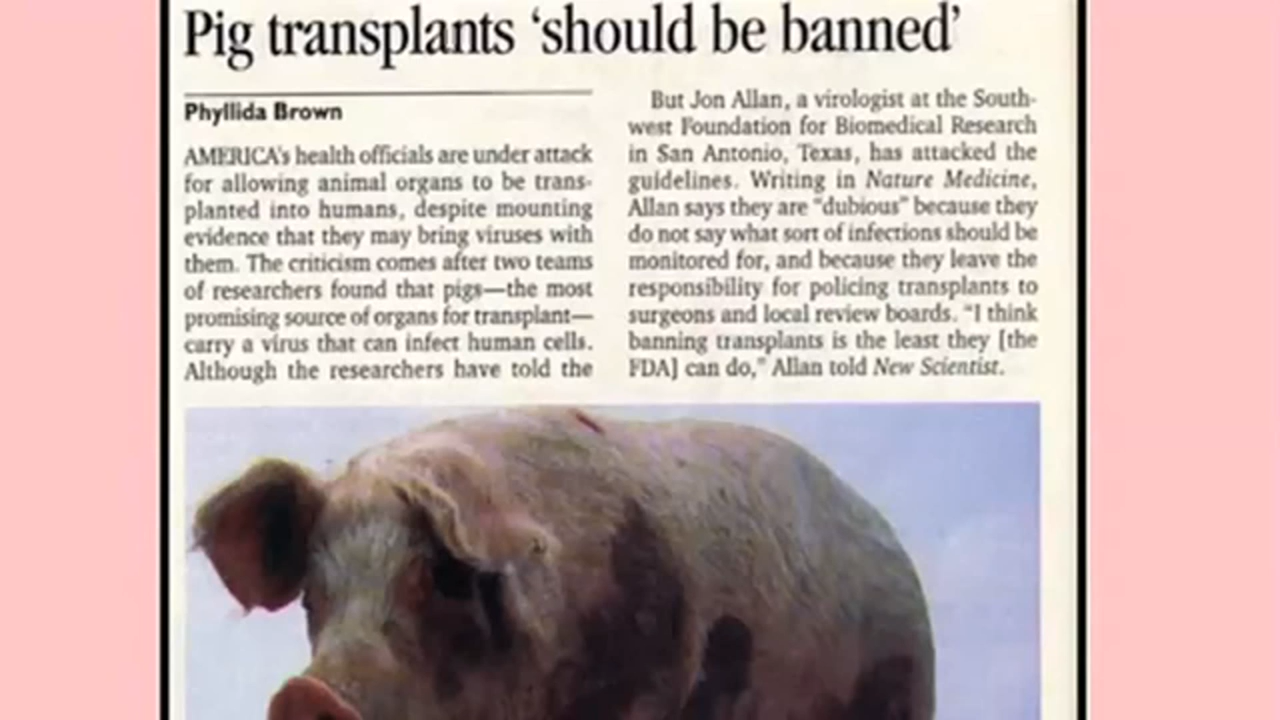 Pig transplants ‘should be banned’
Phyllida Brown
AMERICA's health officials are under attack
for allowing animal organs to be trans-
planted into humans, despite mounting
evidence that they may bring viruses with
them. The criticism comes after two teams
of researchers found that pigs—the most
promising source of organs for transplant—
carry a virus that can infect human cells.
Although the researchers have told the
But Jon Allan, a virologist at the South-
west Foundation for Biomedical Research
in San Antonio, Texas, has attacked the
guidelines. Writing in Nature Medicine,
Allan says they are “dubious” because they
do not say what sort of infections should be
monitored for, and because they leave the
responsibility for policing transplants to
surgeons and local review boards. “I think
banning transplants is the least they [the
FDA] can do,” Allan told New Scientist.